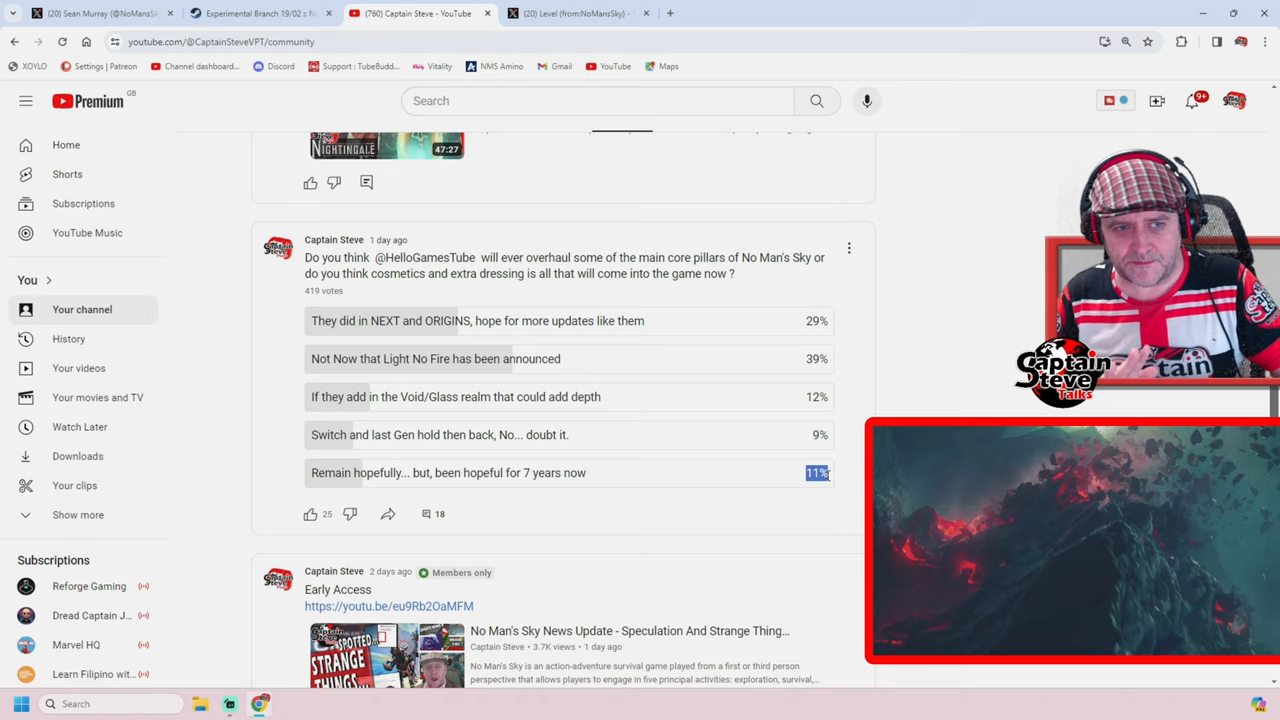 (20) Sean Murray (@NoMansSk
Experimental Branch 19/02 :: N
(760) Captain Steve - YouTube
(20) Level (from:NoMansSky) -
youtube.com/@CaptainSteveVPT/community
XOYLO
Settings | Patreon
Channel dashboard...
Discord
Support : TubeBudd...
Vitality
NMS Amino
Gmail
YouTube
Maps
Premium GB
Search
9+
Home
Shorts
Subscriptions
YouTube Music
You
Your channel
History
Your videos
Your movies and TV
Watch Later
Downloads
Your clips
Show more
Subscriptions
Reforge Gaming
Dread Captain J...
Marvel HQ
Learn Filipino wit...
NIGHTINGALE
47:27
Captain Steve 1 day ago
Do you think @HelloGamesTube will ever overhaul some of the main core pillars of No Man's Sky or
do you think cosmetics and extra dressing is all that will come into the game now ?
419 votes
They did in NEXT and ORIGINS, hope for more updates like them 29%
Not Now that Light No Fire has been announced 39%
If they add in the Void/Glass realm that could add depth 12%
Switch and last Gen hold then back, No... doubt it. 9%
Remain hopefully... but, been hopeful for 7 years now 11%
25
18
Captain Steve 2 days ago Members only
Early Access
https://youtu.be/eu9Rb2OaMFM
SPOTTED
STRANGE
THINGS
No Man's Sky News Update - Speculation And Strange Thing...
Captain Steve • 3.7K views • 1 day ago
No Man's Sky is an action-adventure survival game played from a first or third person
perspective that allows players to engage in five principal activities: exploration, survival,...
Captain
Steve
Talks
Search